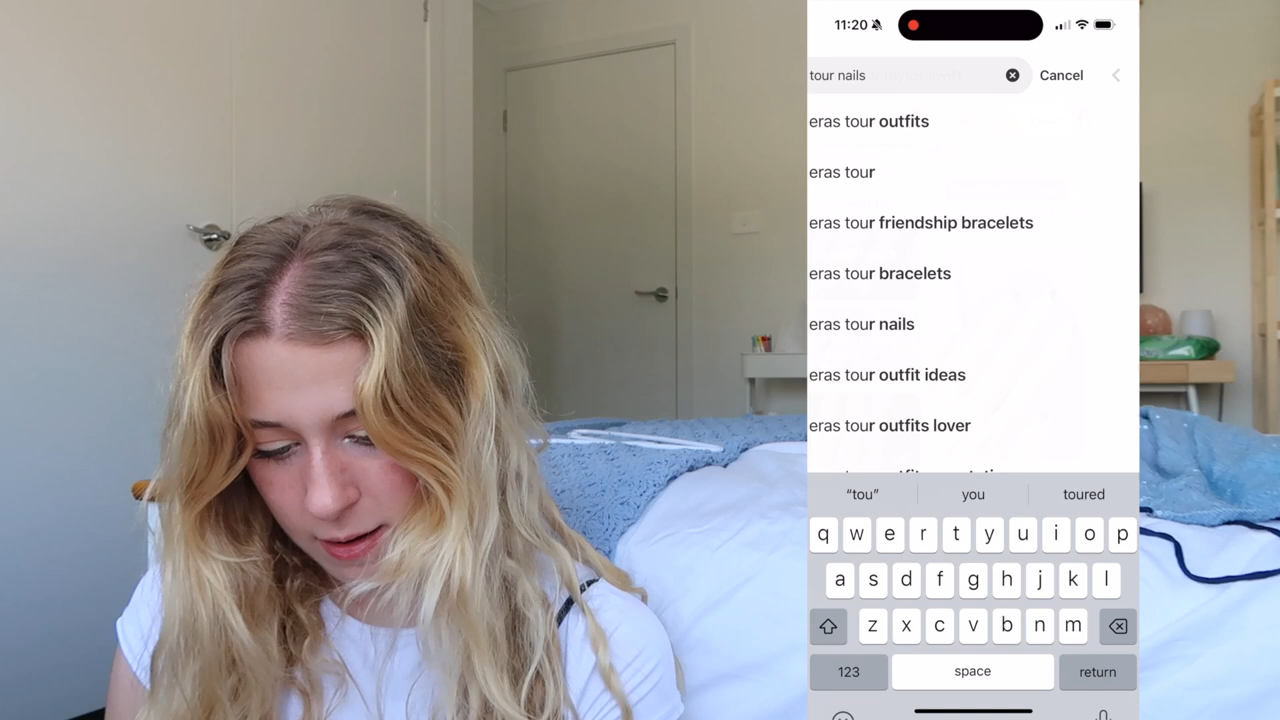 11:20
tour nails
Cancel
eras tour outfits
eras tour
eras tour friendship bracelets
eras tour bracelets
eras tour nails
eras tour outfit ideas
eras tour outfits lover
“tou” you toured
q w e r t y u i o p
a s d f g h j k l
z x c v b n m
123 space return